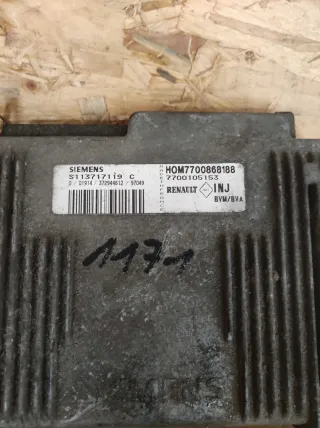 SIEMENS
S113717119 C
HOM7700868188
7700105153
RENAULT INJ
BVM/BVA
1171